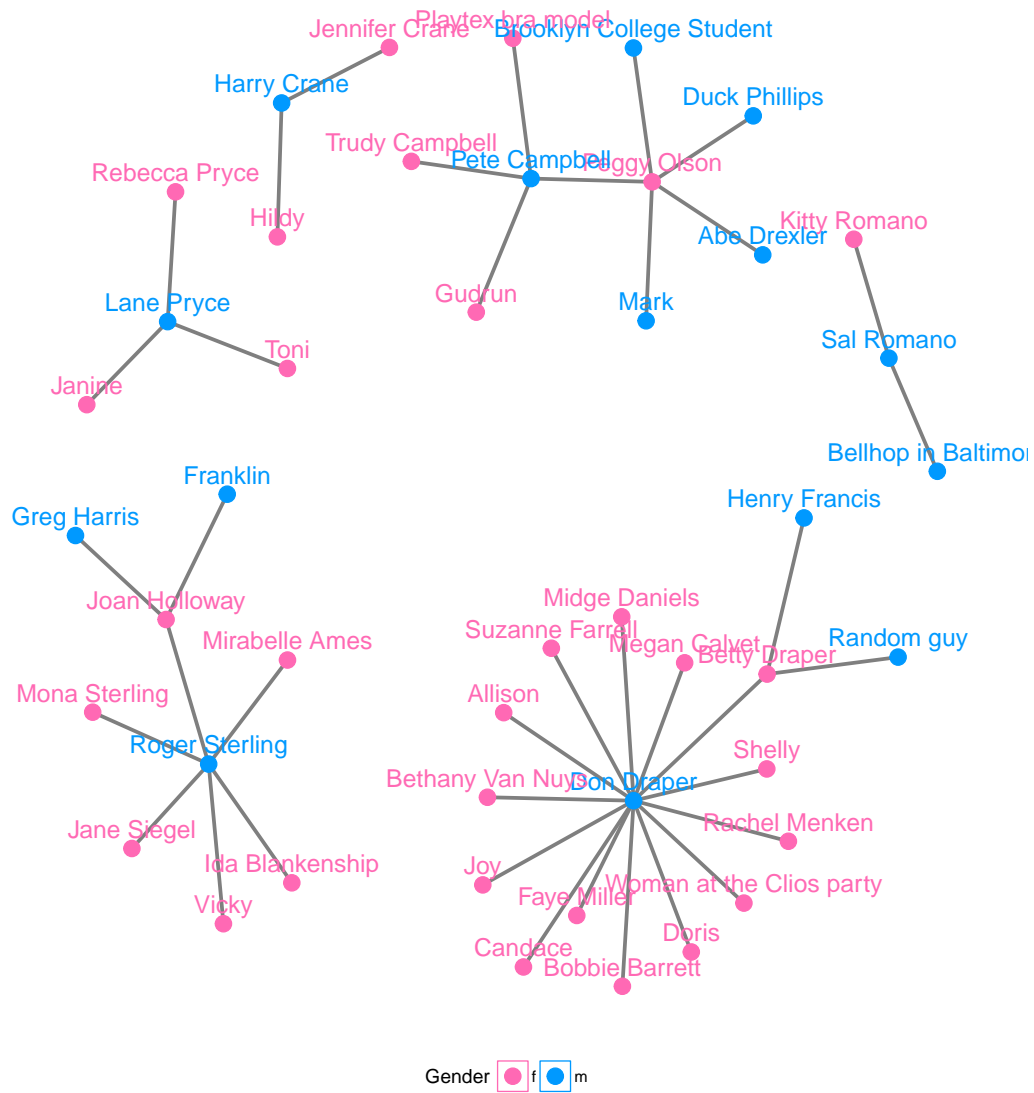 Playtex bra model
Jennifer Crane
Brooklyn College Student
Harry Crane
Duck Phillips
Trudy Campbell
Pete Campbell
Peggy Olson
Rebecca Pryce
Hildy
Kitty Romano
Abe Drexler
Gudrun
Mark
Lane Pryce
Sal Romano
Toni
Janine
Bellhop in Baltimor
Franklin
Henry Francis
Greg Harris
Joan Holloway
Midge Daniels
Suzanne Farrell
Mirabelle Ames
Megan Calvet
Random guy
Betty Draper
Mona Sterling
Allison
Roger Sterling
Shelly
Bethany Van Nuys
Don Draper
Jane Siegel
Rachel Menken
Ida Blankenship
Joy
Woman at the Clios party
Faye Miller
Vicky
Doris
Candace
Bobbie Barrett
Gender f m